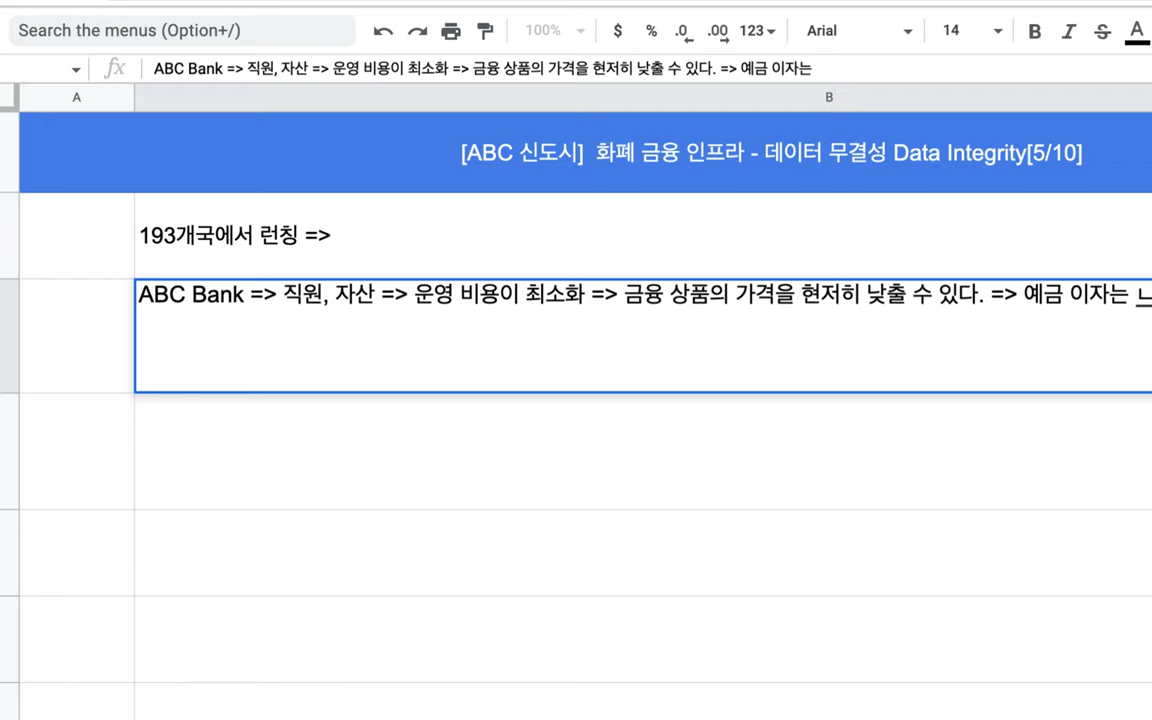 Search the menus (Option+/)
100%
$ % .0 .00 123
Arial
14
B I S A
fx
ABC Bank => 직원, 자산 => 운영 비용이 최소화 => 금융 상품의 가격을 현저히 낮출 수 있다. => 예금 이자는
A B
[ABC 신도시] 화폐 금융 인프라 - 데이터 무결성 Data Integrity[5/10]
193개국에서 런칭 =>
ABC Bank => 직원, 자산 => 운영 비용이 최소화 => 금융 상품의 가격을 현저히 낮출 수 있다. => 예금 이자는